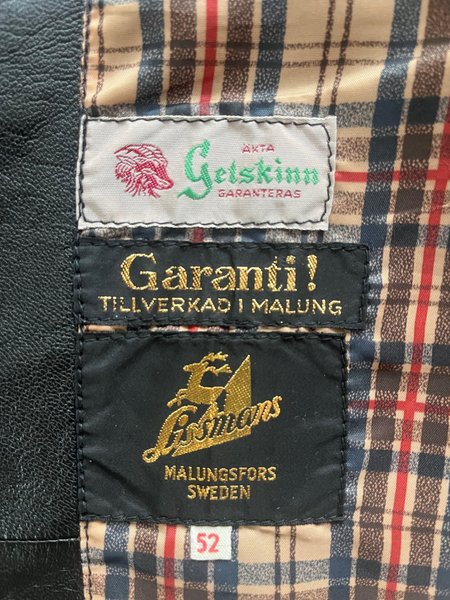 ÄKTA
Getskinn
GARANTERAS
Garanti!
TILLVERKAD I MALUNG
Lissmans
MALUNGSFORS
SWEDEN
52